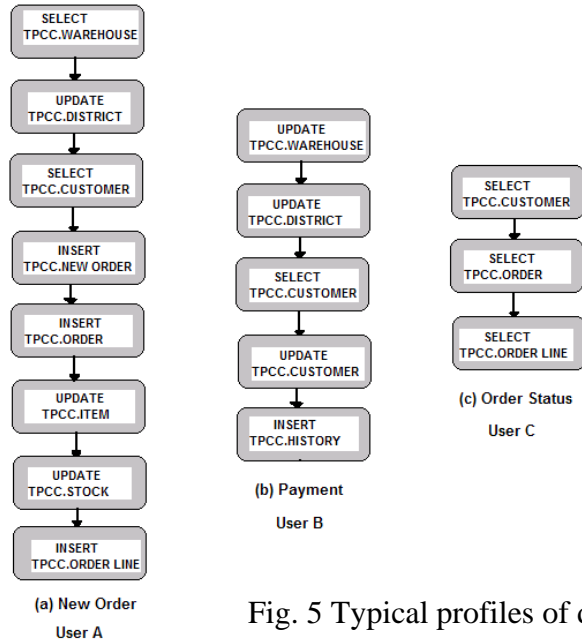 SELECT
TPCC.WAREHOUSE
UPDATE
TPCC.DISTRICT
SELECT
TPCC.CUSTOMER
INSERT
TPCC.NEW ORDER
INSERT
TPCC.ORDER
UPDATE
TPCC.ITEM
UPDATE
TPCC.STOCK
INSERT
TPCC.ORDER LINE
(a) New Order
User A
UPDATE
TPCC.WAREHOUSE
UPDATE
TPCC.DISTRICT
SELECT
TPCC.CUSTOMER
UPDATE
TPCC.CUSTOMER
INSERT
TPCC.HISTORY
(b) Payment
User B
SELECT
TPCC.CUSTOMER
SELECT
TPCC.ORDER
SELECT
TPCC.ORDER LINE
(c) Order Status
User C
Fig. 5 Typical profiles of